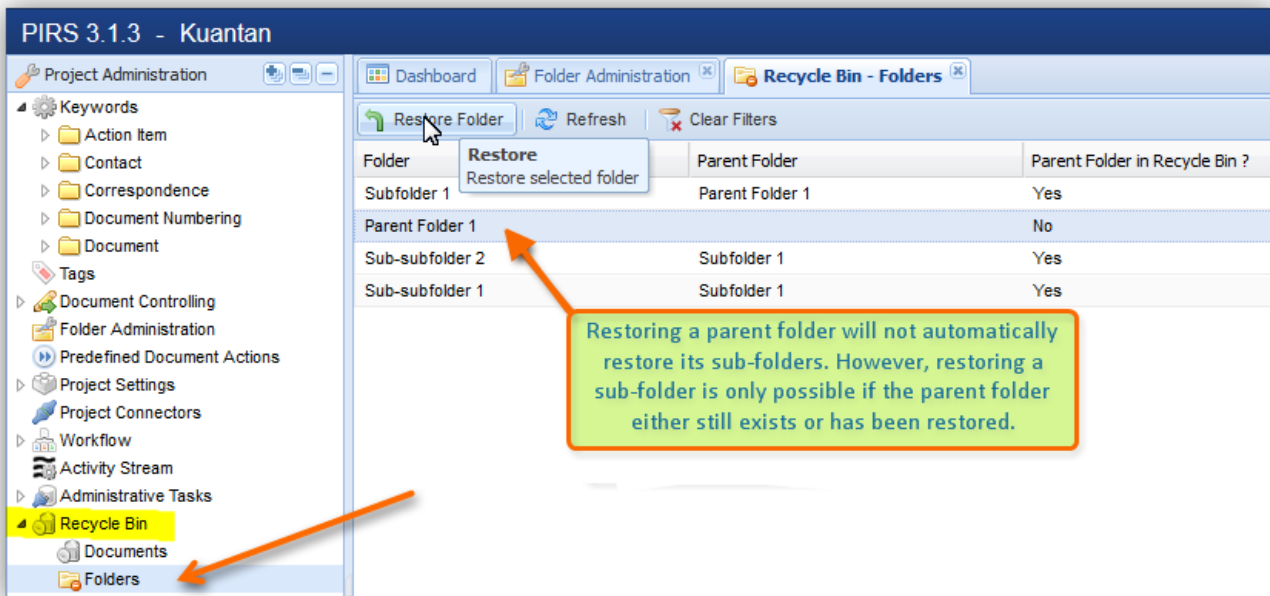 PIRS 3.1.3 - Kuantan
Project Administration
Keywords
Action Item
Contact
Correspondence
Document Numbering
Document
Tags
Document Controlling
Folder Administration
Predefined Document Actions
Project Settings
Project Connectors
Workflow
Activity Stream
Administrative Tasks
Recycle Bin
Documents
Folders
Dashboard Folder Administration Recycle Bin - Folders
Restore Folder Refresh Clear Filters
Restore
Restore selected folder
Folder Parent Folder Parent Folder in Recycle Bin ?
Subfolder 1 Parent Folder 1 Yes
Parent Folder 1 No
Sub-subfolder 2 Subfolder 1 Yes
Sub-subfolder 1 Subfolder 1 Yes
Restoring a parent folder will not automatically
restore its sub-folders. However, restoring a
sub-folder is only possible if the parent folder
either still exists or has been restored.